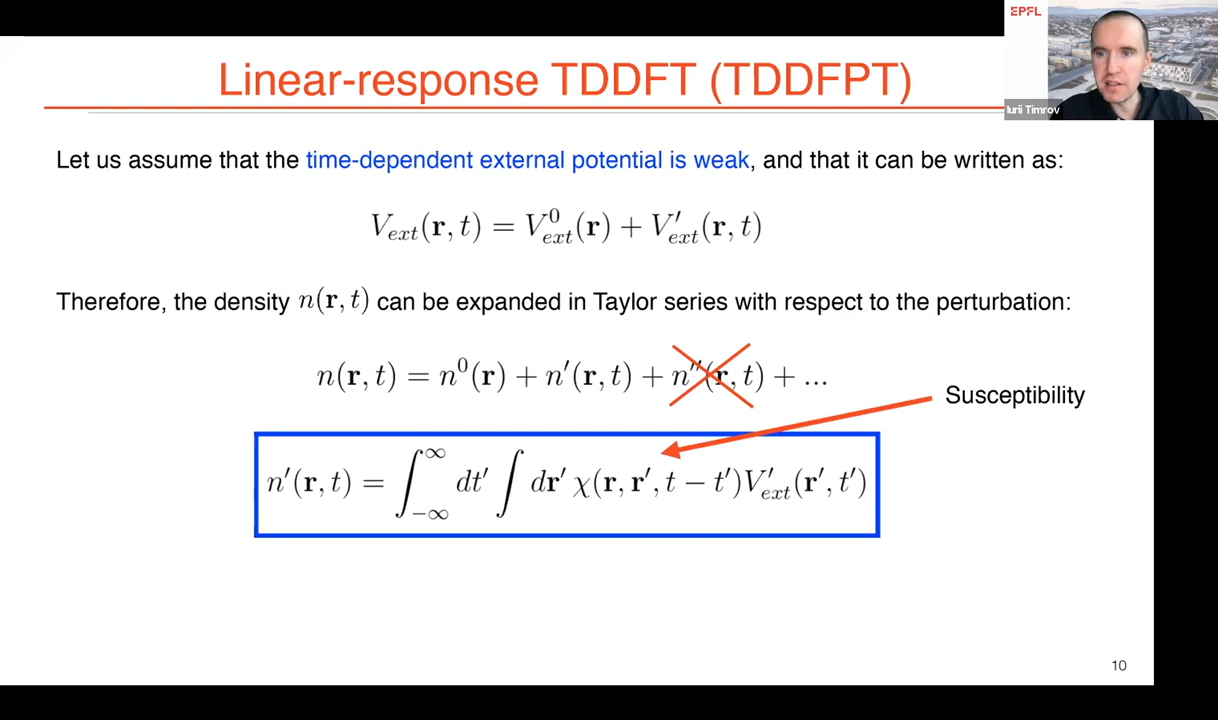 EPFL
Iurii Timrov
Linear-response TDDFT (TDDFPT)
Let us assume that the time-dependent external potential is weak, and that it can be written as:
V_{ext}(r, t) = V^0_{ext}(r) + V'_{ext}(r, t)
Therefore, the density n(r, t) can be expanded in Taylor series with respect to the perturbation:
n(r, t) = n^0(r) + n'(r, t) + n''(r, t) + ...
Susceptibility
n'(r, t) = ∫_{-∞}^{∞} dt' ∫ dr' χ(r, r', t − t')V'_{ext}(r', t')
10